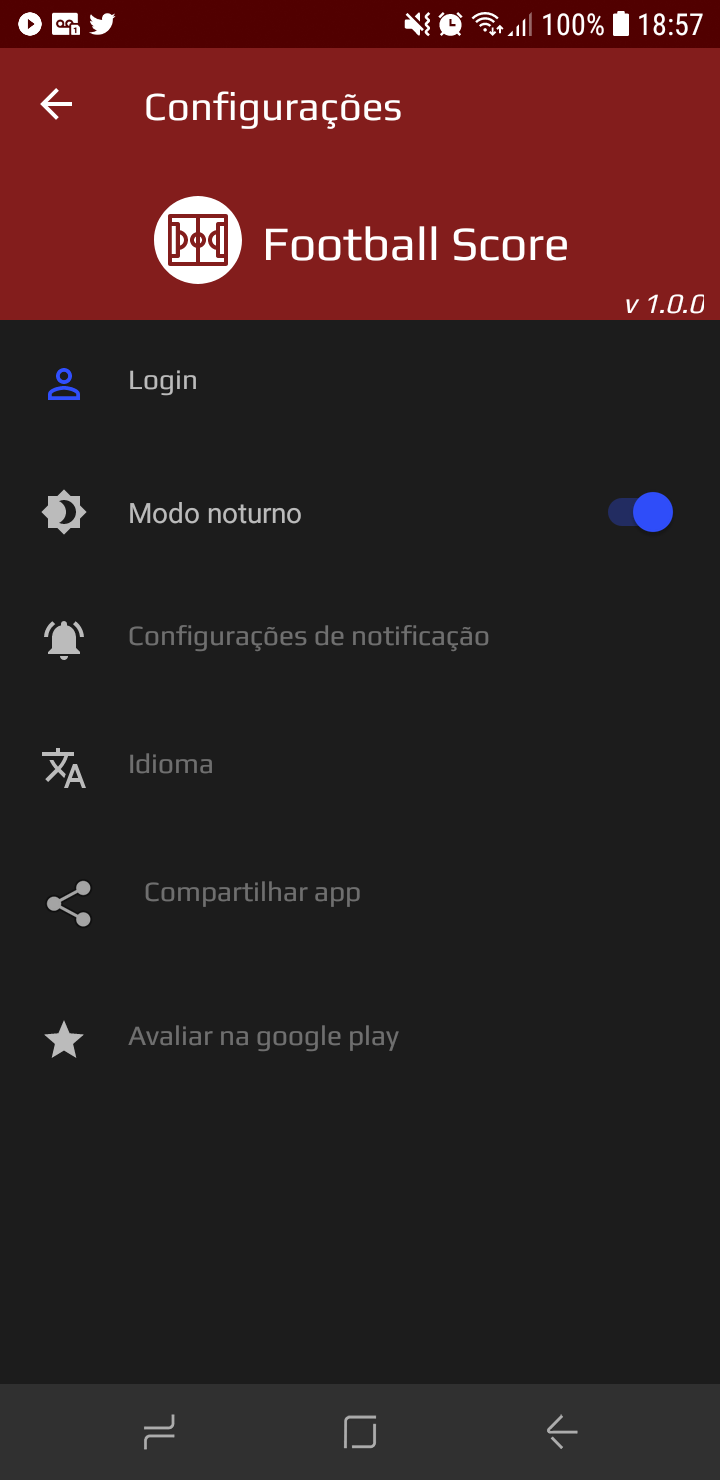 100% 18:57
Configurações
Football Score
v 1.0.0
Login
Modo noturno
Configurações de notificação
Idioma
Compartilhar app
Avaliar na google play